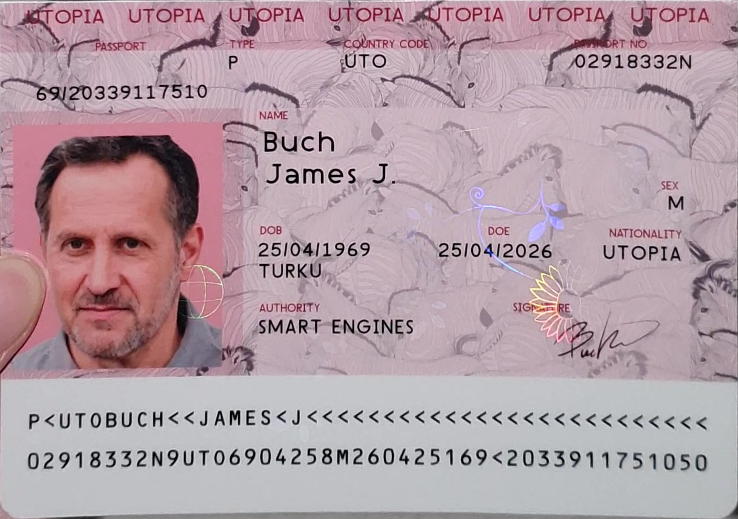 UTOPIA UTOPIA UTOPIA UTOPIA UTOPIA UTOPIA UTOPIA
PASSPORT TYPE COUNTRY CODE PASSPORT NO
P UTO 02918332N
69/20339117510
NAME
Buch
James J.
SEX
M
DOB DOE NATIONALITY
25/04/1969 25/04/2026 UTOPIA
TURKU
AUTHORITY SIGNATURE
SMART ENGINES
P<UTOBUCH<<JAMES<J<<<<<<<<<<<<<<<<<<<<<<<<<<
02918332N9UTO6904258M260425169<2033911751050